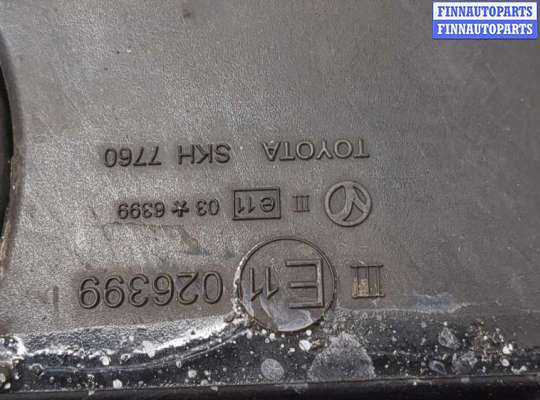 FINNAUTOPARTS
FINNAUTOPARTS
III E11 026399
III e11 03 * 6399
TOYOTA SKH 7760